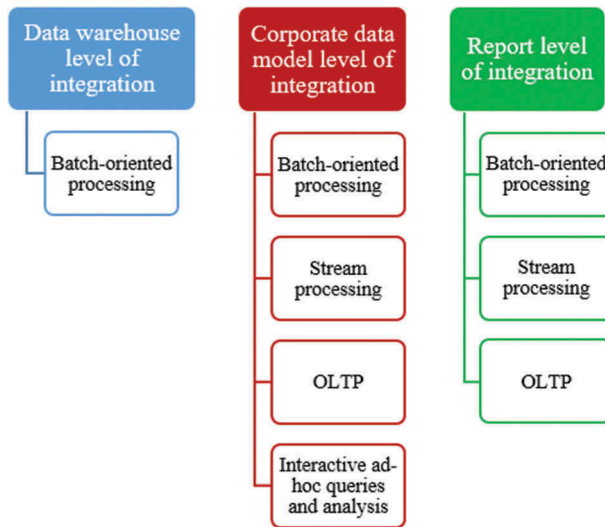 Data warehouse
level of
integration
Batch-oriented
processing
Corporate data
model level of
integration
Batch-oriented
processing
Stream
processing
OLTP
Interactive ad-
hoc queries
and analysis
Report level
of integration
Batch-oriented
processing
Stream
processing
OLTP